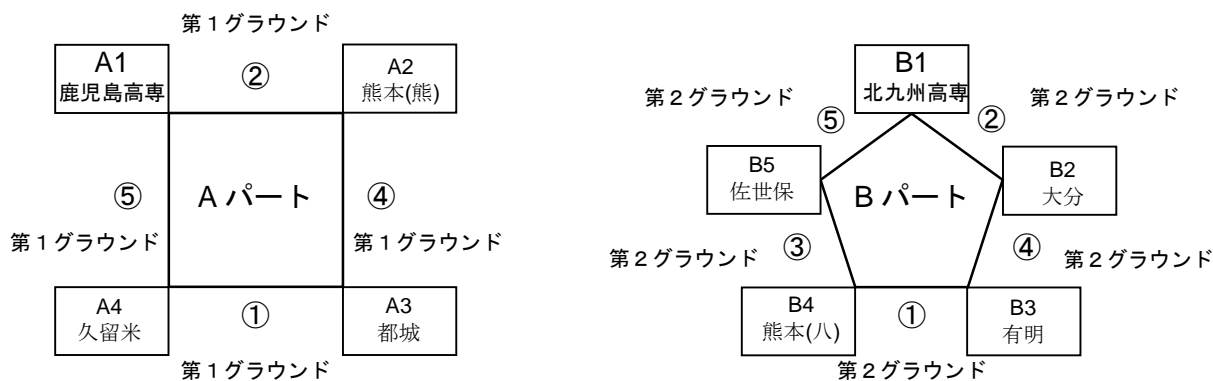 第１グラウンド
A1
鹿児島高専
②
A2
熊本(熊)
⑤
A パート
④
第１グラウンド
第１グラウンド
A4
久留米
①
A3
都城
第１グラウンド
B1
北九州高専
第２グラウンド
⑤
②
第２グラウンド
B5
佐世保
B パート
B2
大分
第２グラウンド
③
④
第２グラウンド
B4
熊本(八)
①
B3
有明
第２グラウンド